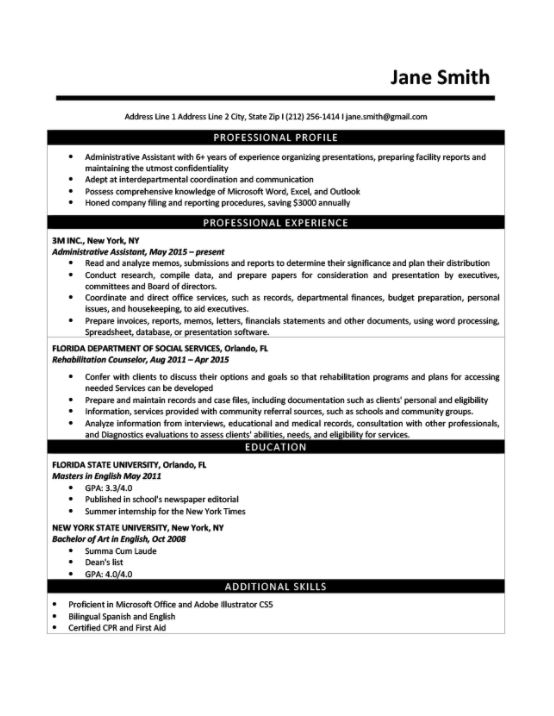 Jane Smith
Address Line 1 Address Line 2 City, State Zip I (212) 256-1414 I jane.smith@gmail.com
PROFESSIONAL PROFILE
• Administrative Assistant with 6+ years of experience organizing presentations, preparing facility reports and
maintaining the utmost confidentiality
• Adept at interdepartmental coordination and communication
• Possess comprehensive knowledge of Microsoft Word, Excel, and Outlook
• Honed company filing and reporting procedures, saving $3000 annually
PROFESSIONAL EXPERIENCE
3M INC., New York, NY
Administrative Assistant, May 2015 – present
• Read and analyze memos, submissions and reports to determine their significance and plan their distribution
• Conduct research, compile data, and prepare papers for consideration and presentation by executives,
committees and Board of directors.
• Coordinate and direct office services, such as records, departmental finances, budget preparation, personal
issues, and housekeeping, to aid executives.
• Prepare invoices, reports, memos, letters, financials statements and other documents, using word processing,
Spreadsheet, database, or presentation software.
FLORIDA DEPARTMENT OF SOCIAL SERVICES, Orlando, FL
Rehabilitation Counselor, Aug 2011 – Apr 2015
• Confer with clients to discuss their options and goals so that rehabilitation programs and plans for accessing
needed Services can be developed
• Prepare and maintain records and case files, including documentation such as clients' personal and eligibility
• Information, services provided with community referral sources, such as schools and community groups.
• Analyze information from interviews, educational and medical records, consultation with other professionals,
and Diagnostics evaluations to assess clients' abilities, needs, and eligibility for services.
EDUCATION
FLORIDA STATE UNIVERSITY, Orlando, FL
Masters in English May 2011
• GPA: 3.3/4.0
• Published in school's newspaper editorial
• Summer internship for the New York Times
NEW YORK STATE UNIVERSITY, New York, NY
Bachelor of Art in English, Oct 2008
• Summa Cum Laude
• Dean's list
• GPA: 4.0/4.0
ADDITIONAL SKILLS
• Proficient in Microsoft Office and Adobe Illustrator CS5
• Bilingual Spanish and English
• Certified CPR and First Aid